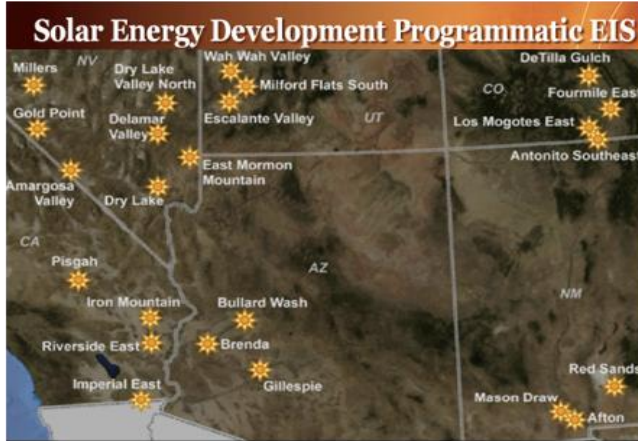 Solar Energy Development Programmatic EIS
NV
Millers
Dry Lake
Valley North
Wah Wah Valley
Milford Flats South
DeTilla Gulch
CO
Fourmile East
Gold Point
Delamar
Valley
Escalante Valley
UT
Los Mogotes East
Antonito Southeast
East Mormon
Mountain
Amargosa
Valley
Dry Lake
CA
Pisgah
AZ
NM
Iron Mountain
Bullard Wash
Riverside East
Brenda
Gillespie
Imperial East
Red Sands
Mason Draw
Afton